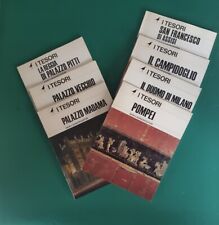 I TESORI
LA REGGIA
DI PALAZZO PITTI
I TESORI
PALAZZO VECCHIO
I TESORI
PALAZZO MADAMA
I TESORI
SAN FRANCESCO
DI ASSISI
I TESORI
IL CAMPIDOGLIO
I TESORI
IL DUOMO DI MILANO
I TESORI
POMPEI